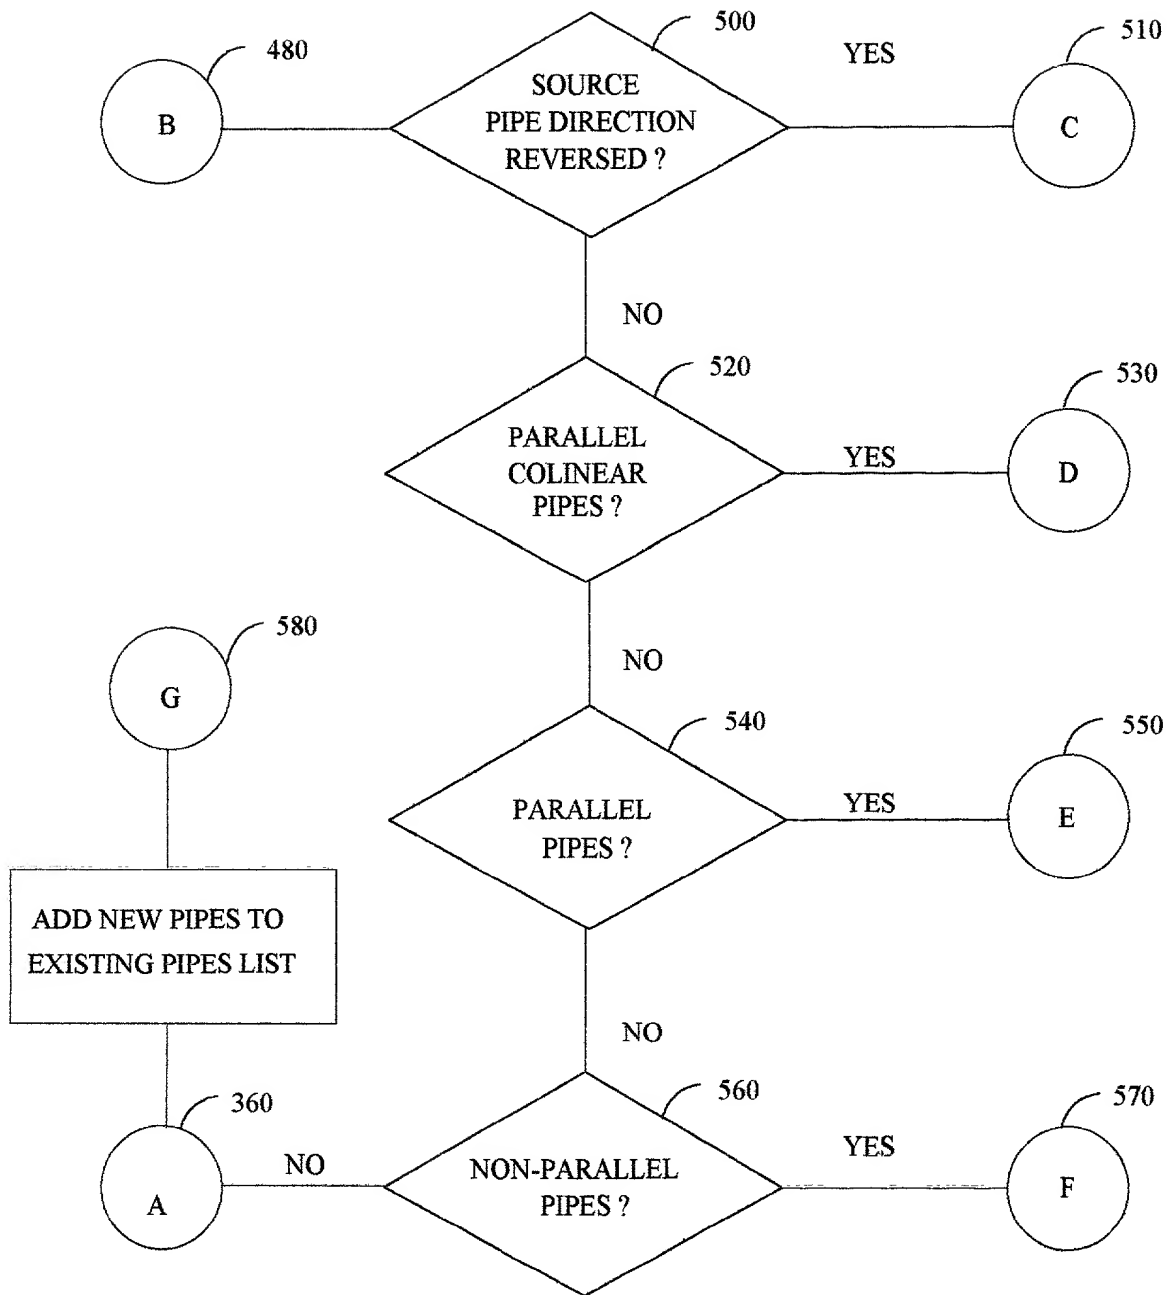 500
510
480
YES
B
SOURCE
PIPE DIRECTION
REVERSED ?
C
NO
520
530
PARALLEL
COLINEAR
PIPES ?
YES
D
580
NO
G
540
550
PARALLEL
PIPES ?
YES
E
ADD NEW PIPES TO
EXISTING PIPES LIST
NO
360
560
570
A
NO
NON-PARALLEL
PIPES ?
YES
F